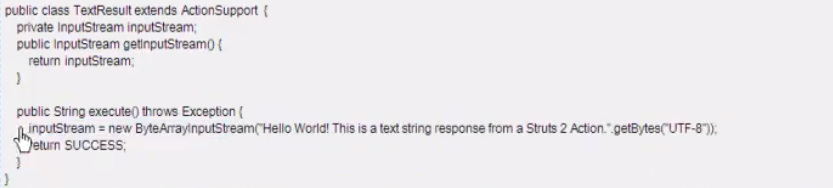 public class TextResult extends ActionSupport {
private InputStream inputStream;
public InputStream getInputStream() {
return inputStream;
}
public String execute() throws Exception {
inputStream = new ByteArrayInputStream("Hello World! This is a text string response from a Struts 2 Action.".getBytes("UTF-8"));
return SUCCESS;
}
}